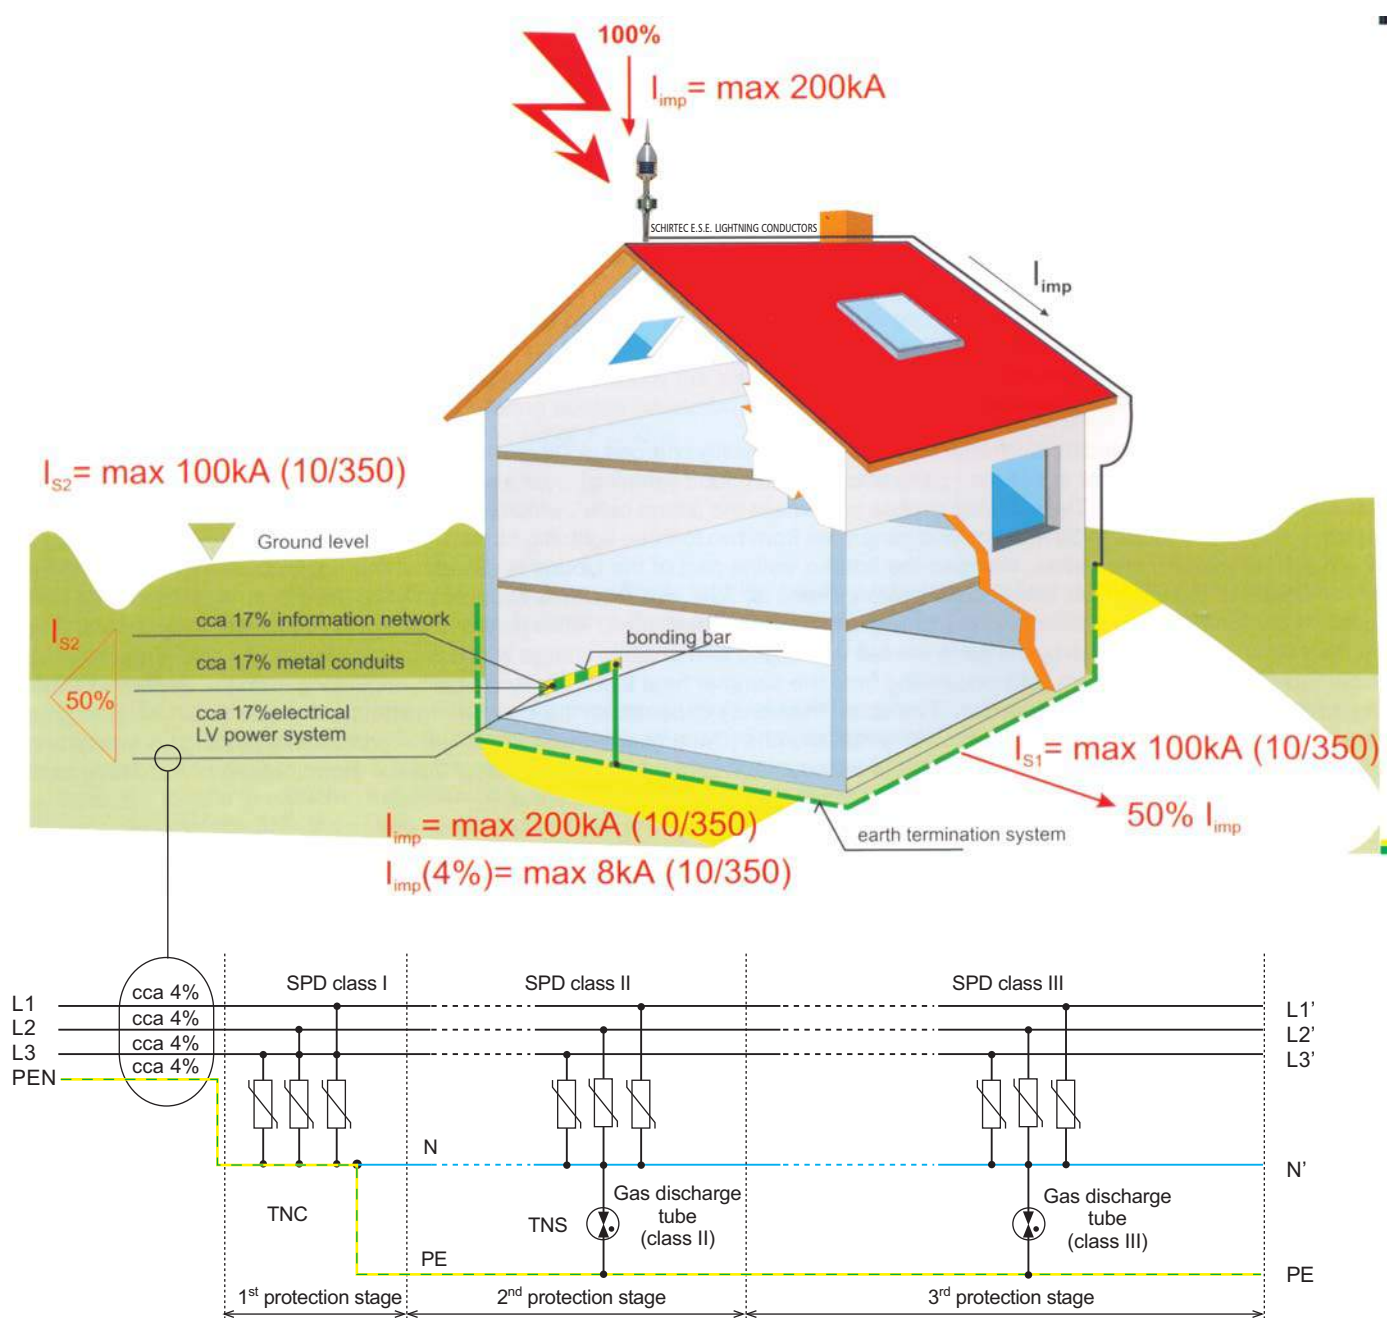 100%
Iimp= max 200kA
SCHIRTEC E.S.E. LIGHTNING CONDUCTORS
Iimp
IS2= max 100kA (10/350)
Ground level
IS2
50%
cca 17% information network
cca 17% metal conduits
cca 17%electrical
LV power system
bonding bar
IS1= max 100kA (10/350)
50% Iimp
Iimp= max 200kA (10/350)
Iimp(4%)= max 8kA (10/350)
earth termination system
SPD class I
SPD class II
SPD class III
L1
L2
L3
PEN
cca 4%
cca 4%
cca 4%
cca 4%
L1’
L2’
L3’
N
N’
TNC
TNS
Gas discharge
tube
(class II)
Gas discharge
tube
(class III)
PE
PE
1st protection stage
2nd protection stage
3rd protection stage